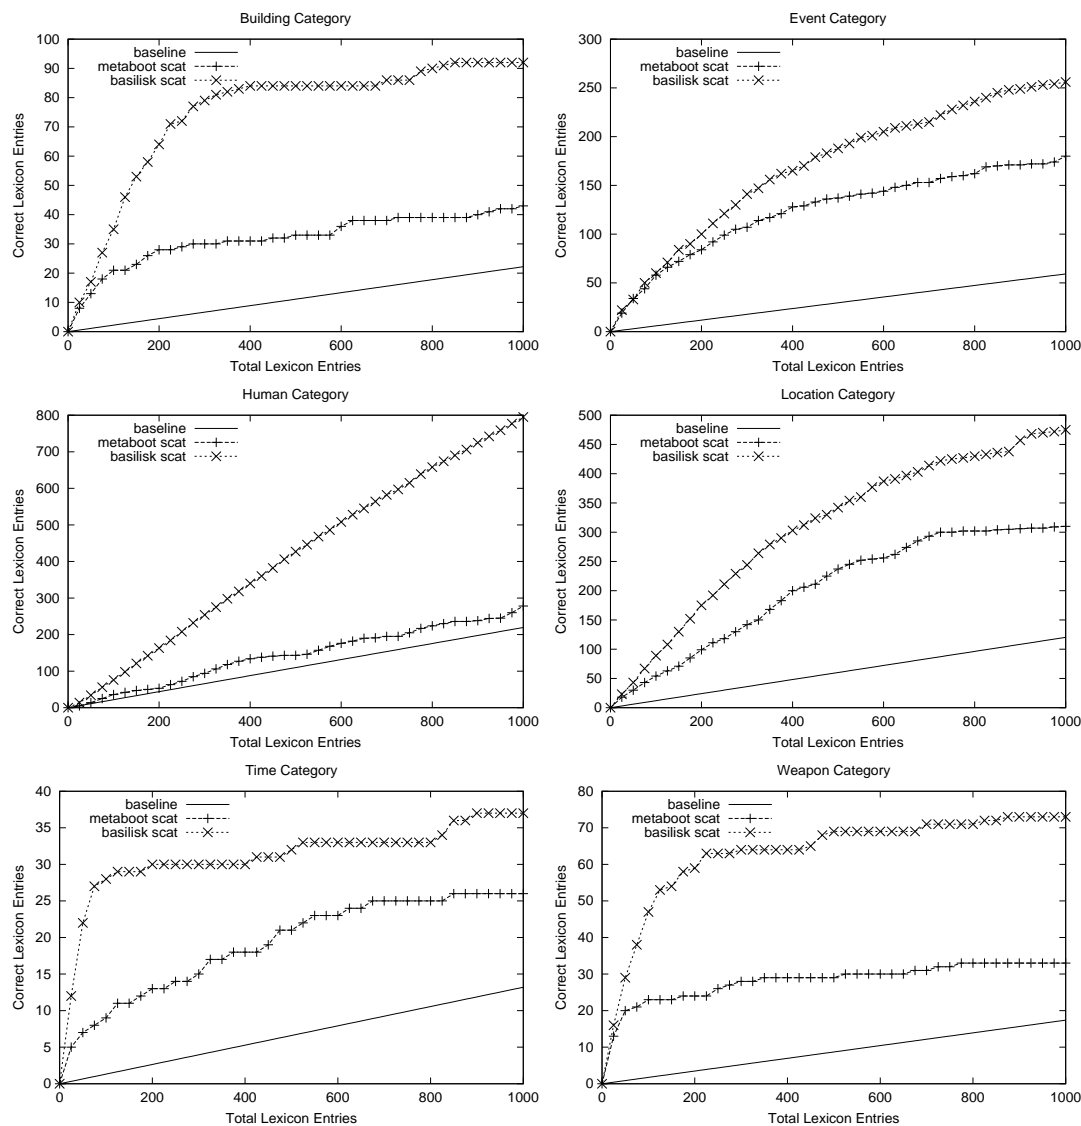 Building Category
baseline
metaboot scat
basilisk scat
Correct Lexicon Entries
100
90
80
70
60
50
40
30
20
10
0
0 200 400 600 800 1000
Total Lexicon Entries
Event Category
baseline
metaboot scat
basilisk scat
Correct Lexicon Entries
300
250
200
150
100
50
0
0 200 400 600 800 1000
Total Lexicon Entries
Human Category
baseline
metaboot scat
basilisk scat
Correct Lexicon Entries
800
700
600
500
400
300
200
100
0
0 200 400 600 800 1000
Total Lexicon Entries
Location Category
baseline
metaboot scat
basilisk scat
Correct Lexicon Entries
500
450
400
350
300
250
200
150
100
50
0
0 200 400 600 800 1000
Total Lexicon Entries
Time Category
baseline
metaboot scat
basilisk scat
Correct Lexicon Entries
40
35
30
25
20
15
10
5
0
0 200 400 600 800 1000
Total Lexicon Entries
Weapon Category
baseline
metaboot scat
basilisk scat
Correct Lexicon Entries
80
70
60
50
40
30
20
10
0
0 200 400 600 800 1000
Total Lexicon Entries